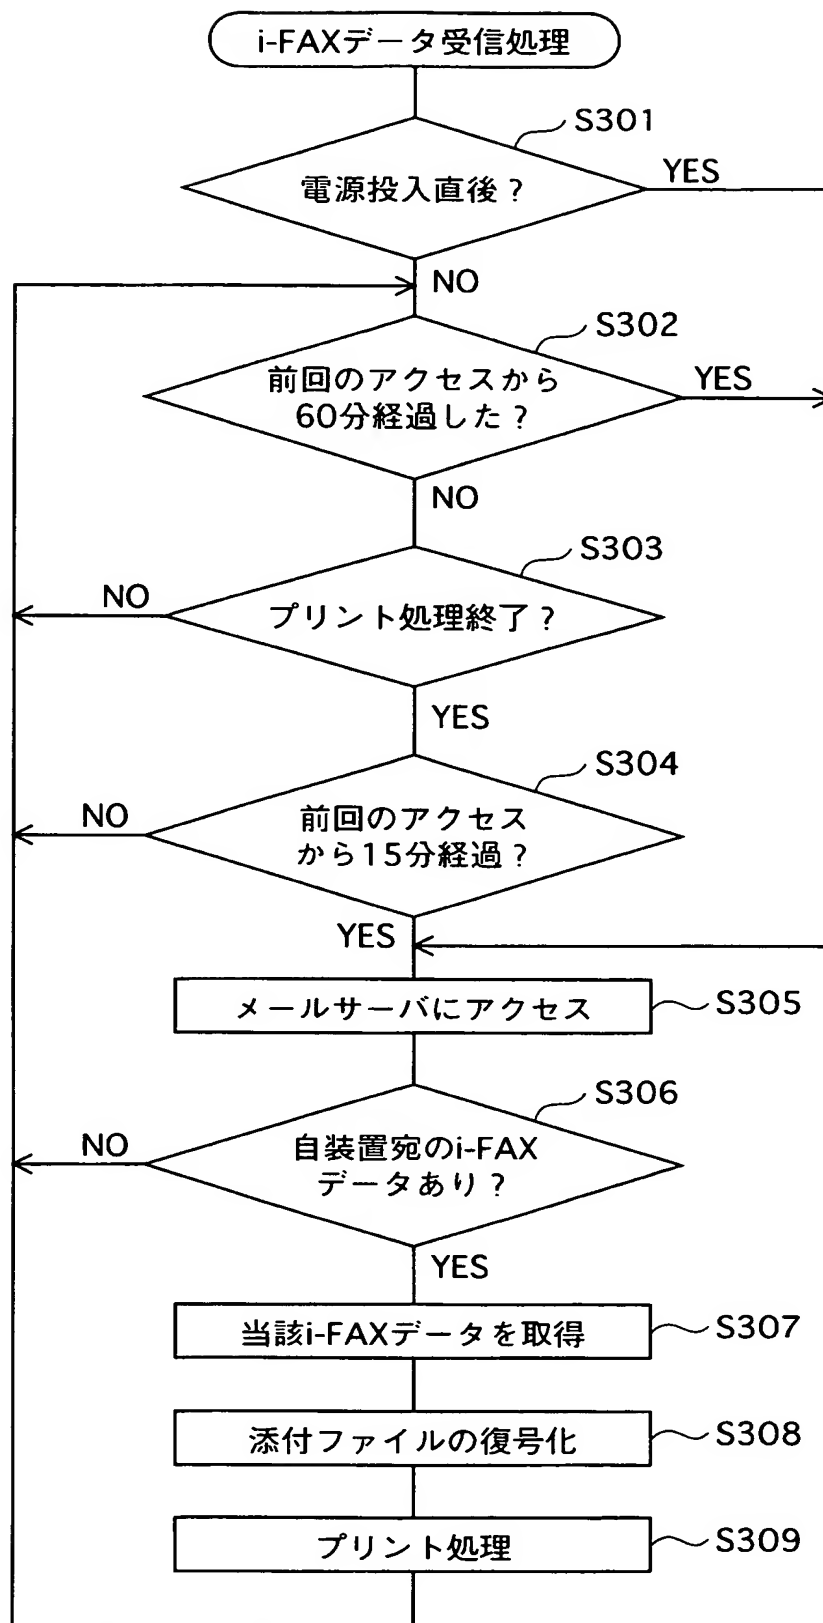 i-FAXデータ受信処理
S301
電源投入直後？
YES
NO
S302
前回のアクセスから
60分経過した？
YES
NO
S303
NO
プリント処理終了？
YES
S304
NO
前回のアクセス
から15分経過？
YES
メールサーバにアクセス
S305
S306
NO
自装置宛のi-FAX
データあり？
YES
当該i-FAXデータを取得
S307
添付ファイルの復号化
S308
プリント処理
S309